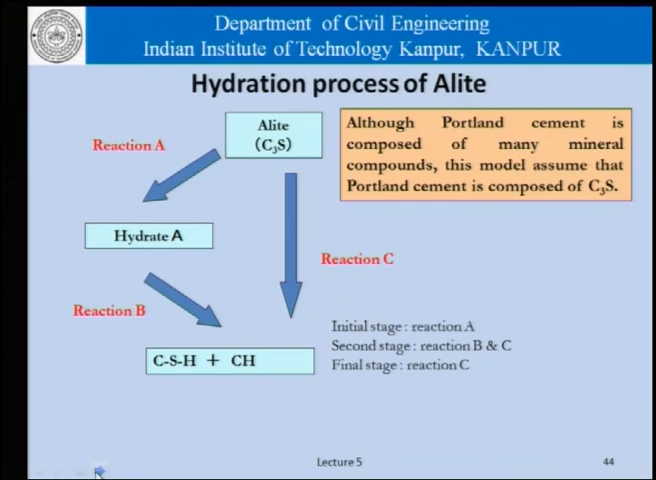 Department of Civil Engineering
Indian Institute of Technology Kanpur, KANPUR
Hydration process of Alite
Reaction A
Alite
(C₃S)
Although Portland cement is
composed of many mineral
compounds, this model assume that
Portland cement is composed of C₃S.
Hydrate A
Reaction C
Reaction B
Initial stage : reaction A
Second stage : reaction B & C
Final stage : reaction C
C-S-H + CH
Lecture 5
44